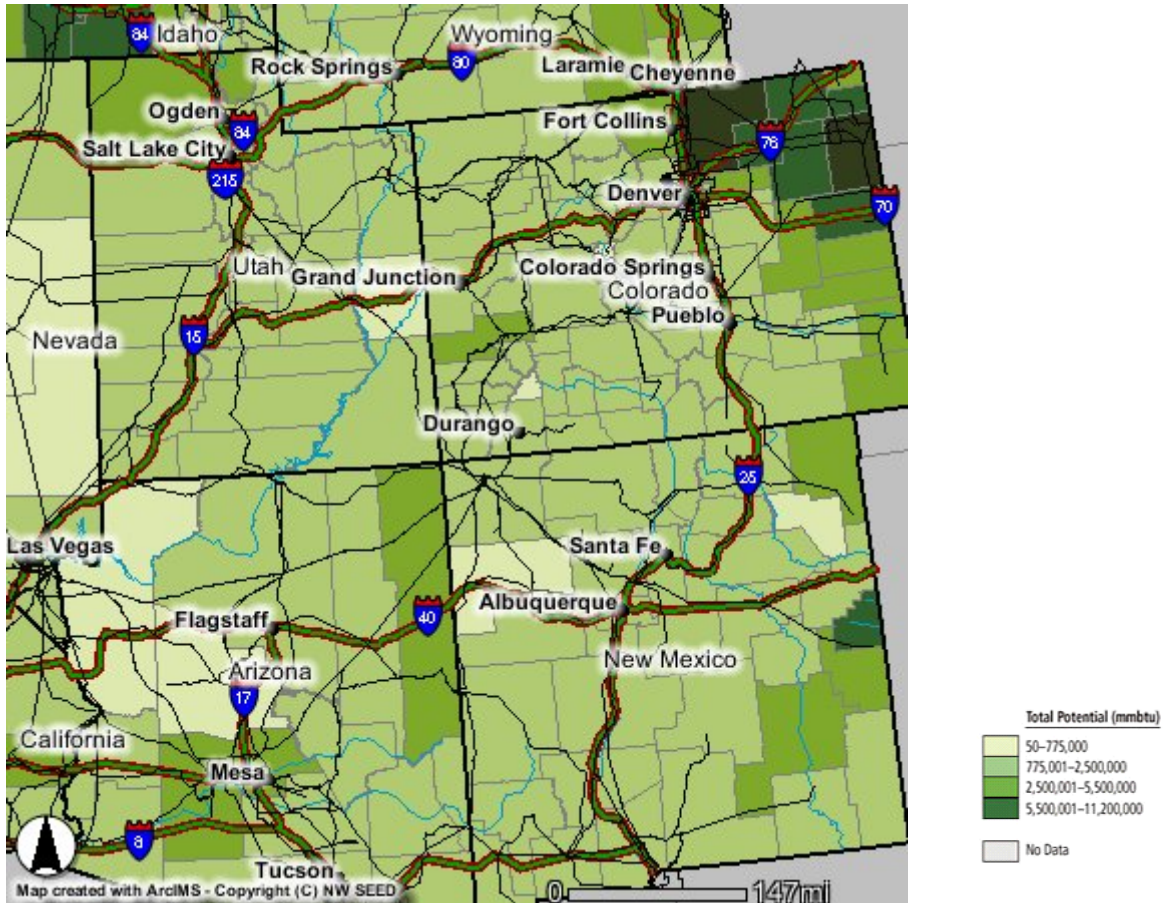 84
Idaho
Wyoming
80
Rock Springs
Laramie
Cheyenne
Ogden
84
Fort Collins
76
Salt Lake City
215
Denver
70
Utah
Grand Junction
Colorado Springs
Colorado
Pueblo
15
Nevada
Durango
25
Las Vegas
Santa Fe
Albuquerque
40
Flagstaff
New Mexico
Arizona
17
California
Mesa
8
Tucson
Map created with ArcIMS - Copyright (C) NW SEED
0
147mi
Total Potential (mmbtu)
50–775,000
775,001–2,500,000
2,500,001–5,500,000
5,500,001–11,200,000
No Data